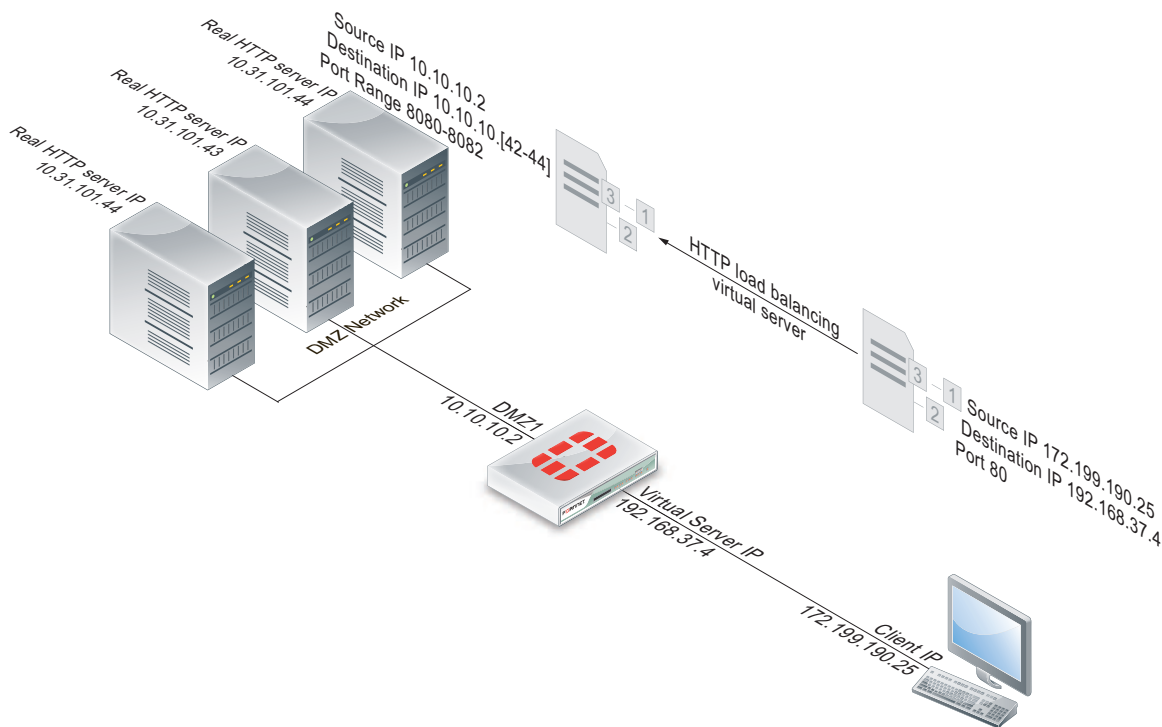 Real HTTP server IP
10.31.101.44
Real HTTP server IP
10.31.101.43
Real HTTP server IP
10.31.101.44
Source IP 10.10.10.2
Destination IP 10.10.10.[42-44]
Port Range 8080-8082
3
1
2
HTTP load balancing
virtual server
3
1
2
Source IP 172.199.190.25
Destination IP 192.168.37.4
Port 80
DMZ Network
DMZ1
10.10.10.2
FORTINET
Virtual Server IP
192.168.37.4
Client IP
172.199.190.25